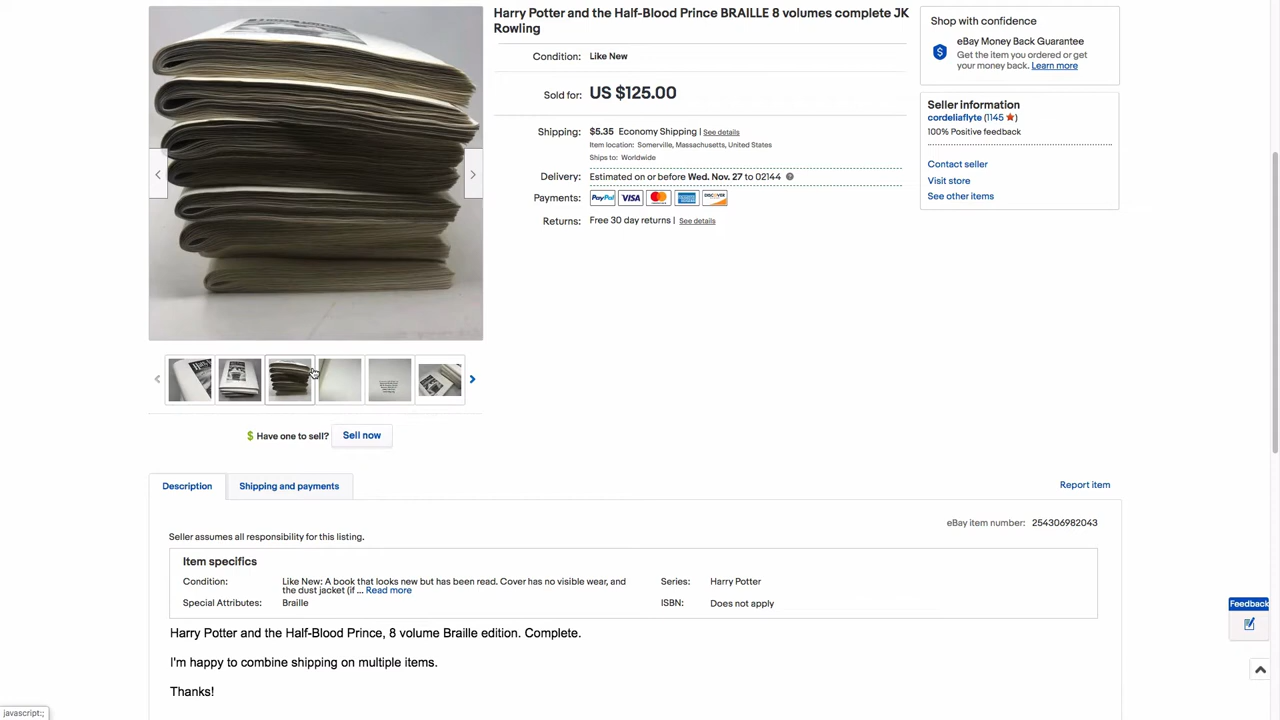 Harry Potter and the Half-Blood Prince BRAILLE 8 volumes complete JK
Rowling
Condition: Like New
Sold for: US $125.00
Shipping: $5.35 Economy Shipping | See details
Item location: Somerville, Massachusetts, United States
Ships to: Worldwide
Delivery: Estimated on or before Wed. Nov. 27 to 02144
Payments: PayPal VISA MasterCard AMERICAN EXPRESS DISCOVER
Returns: Free 30 day returns | See details
Shop with confidence
eBay Money Back Guarantee
Get the item you ordered or get
your money back. Learn more
Seller information
cordeliaflyte (1145)
100% Positive feedback
Contact seller
Visit store
See other items
$ Have one to sell? Sell now
Description
Shipping and payments
Report item
eBay item number: 254306982043
Seller assumes all responsibility for this listing.
Item specifics
Condition: Like New: A book that looks new but has been read. Cover has no visible wear, and
the dust jacket (if ... Read more
Series: Harry Potter
Special Attributes: Braille
ISBN: Does not apply
Harry Potter and the Half-Blood Prince, 8 volume Braille edition. Complete.
I'm happy to combine shipping on multiple items.
Thanks!
Feedback
javascript:;